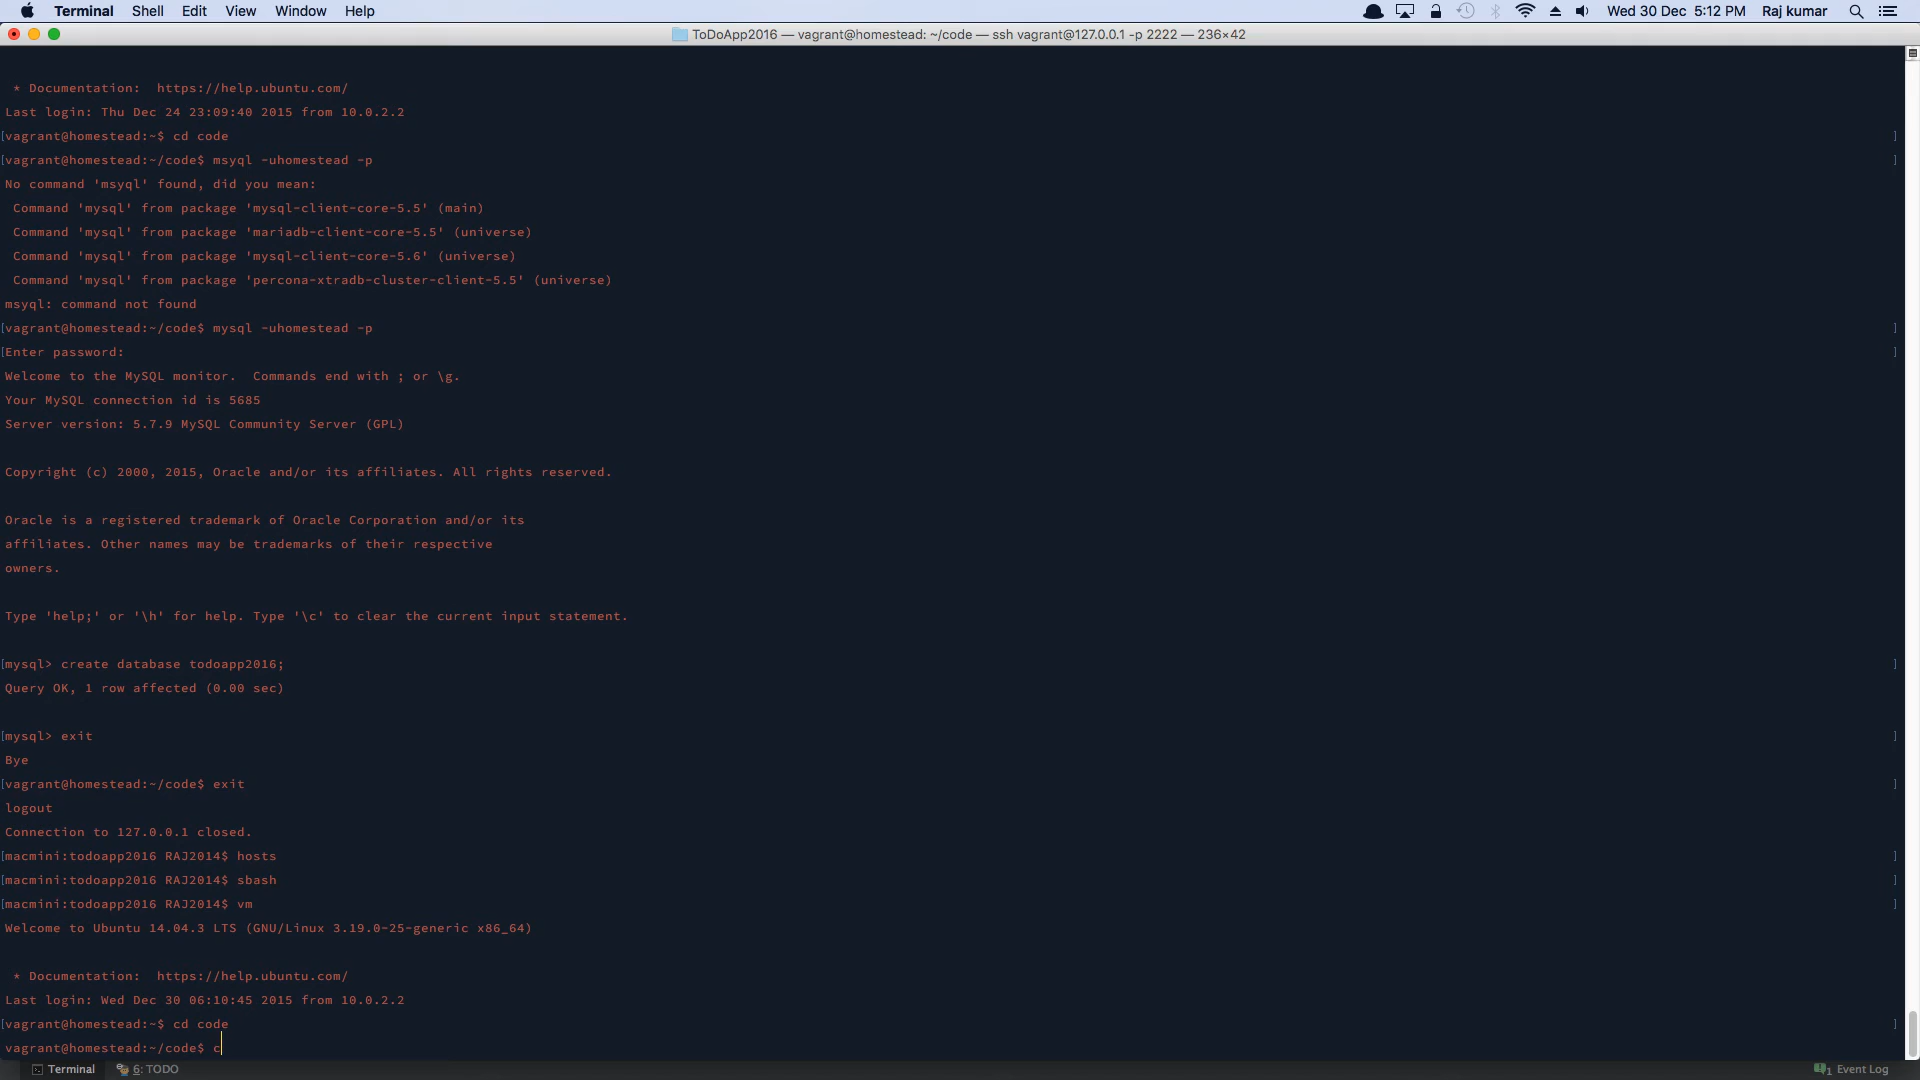 Terminal Shell Edit View Window Help Wed 30 Dec 5:12 PM Raj kumar
ToDoApp2016 — vagrant@homestead: ~/code — ssh vagrant@127.0.0.1 -p 2222 — 236×42
* Documentation:  https://help.ubuntu.com/
Last login: Thu Dec 24 23:09:40 2015 from 10.0.2.2
[vagrant@homestead:~$ cd code ]
[vagrant@homestead:~/code$ msyql -uhomestead -p ]
No command 'msyql' found, did you mean:
Command 'mysql' from package 'mysql-client-core-5.5' (main)
Command 'mysql' from package 'mariadb-client-core-5.5' (universe)
Command 'mysql' from package 'mysql-client-core-5.6' (universe)
Command 'mysql' from package 'percona-xtradb-cluster-client-5.5' (universe)
msyql: command not found
[vagrant@homestead:~/code$ mysql -uhomestead -p ]
[Enter password: ]
Welcome to the MySQL monitor.  Commands end with ; or \g.
Your MySQL connection id is 5685
Server version: 5.7.9 MySQL Community Server (GPL)
Copyright (c) 2000, 2015, Oracle and/or its affiliates. All rights reserved.
Oracle is a registered trademark of Oracle Corporation and/or its
affiliates. Other names may be trademarks of their respective
owners.
Type 'help;' or '\h' for help. Type '\c' to clear the current input statement.
[mysql> create database todoapp2016; ]
Query OK, 1 row affected (0.00 sec)
[mysql> exit ]
Bye
[vagrant@homestead:~/code$ exit ]
logout
Connection to 127.0.0.1 closed.
[macmini:todoapp2016 RAJ2014$ hosts ]
[macmini:todoapp2016 RAJ2014$ sbash ]
[macmini:todoapp2016 RAJ2014$ vm ]
Welcome to Ubuntu 14.04.3 LTS (GNU/Linux 3.19.0-25-generic x86_64)
* Documentation:  https://help.ubuntu.com/
Last login: Wed Dec 30 06:10:45 2015 from 10.0.2.2
[vagrant@homestead:~$ cd code ]
vagrant@homestead:~/code$ c
Terminal 6: TODO 1 Event Log